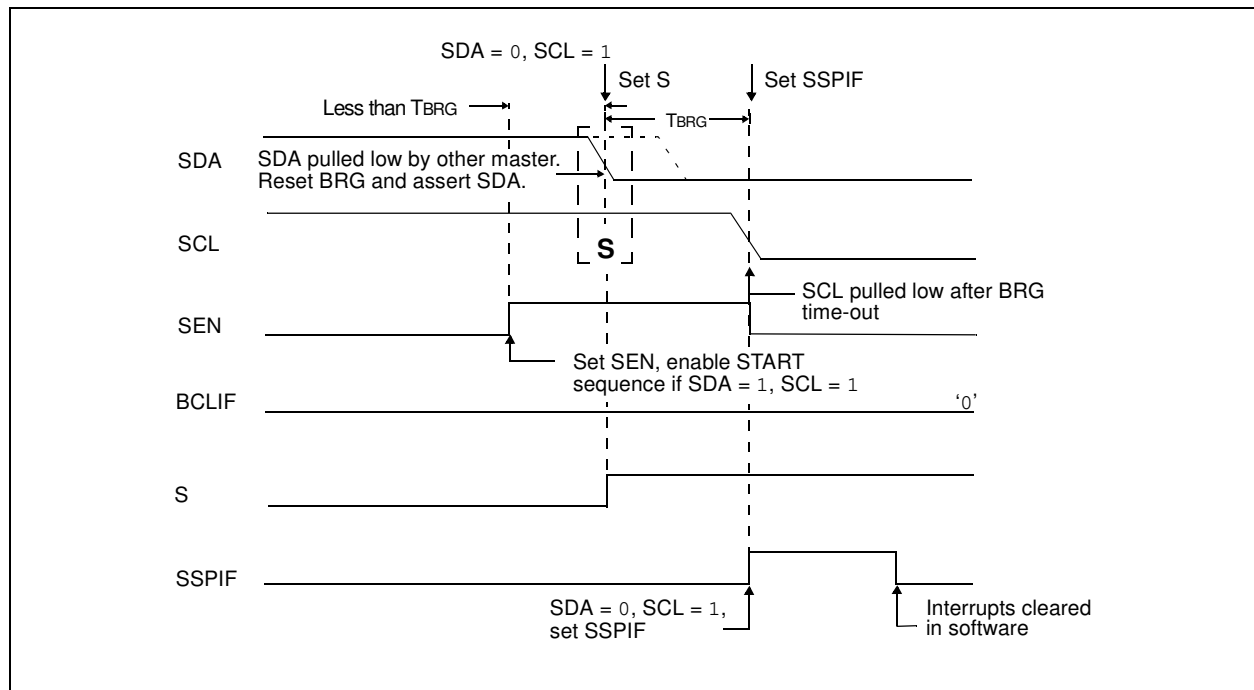 SDA = 0, SCL = 1
Set S
Set SSPIF
Less than TBRG
TBRG
SDA
SDA pulled low by other master.
Reset BRG and assert SDA.
SCL
S
SCL pulled low after BRG
time-out
SEN
Set SEN, enable START
sequence if SDA = 1, SCL = 1
BCLIF
‘0’
S
SSPIF
SDA = 0, SCL = 1,
set SSPIF
Interrupts cleared
in software